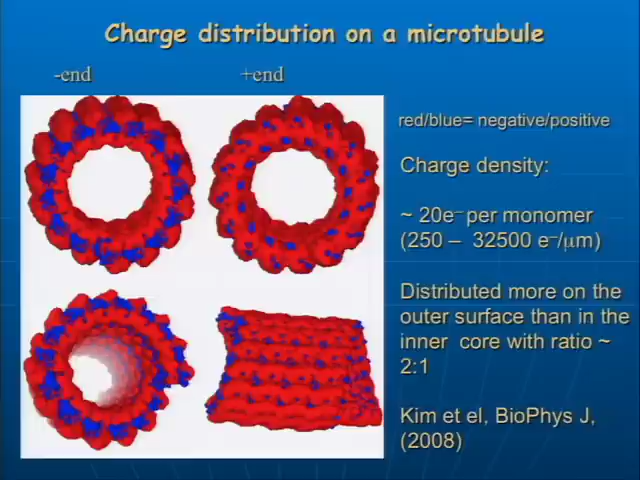 Charge distribution on a microtubule
-end
+end
red/blue= negative/positive
Charge density:
~ 20e– per monomer
(250 – 32500 e–/μm)
Distributed more on the
outer surface than in the
inner core with ratio ~
2:1
Kim et el, BioPhys J,
(2008)